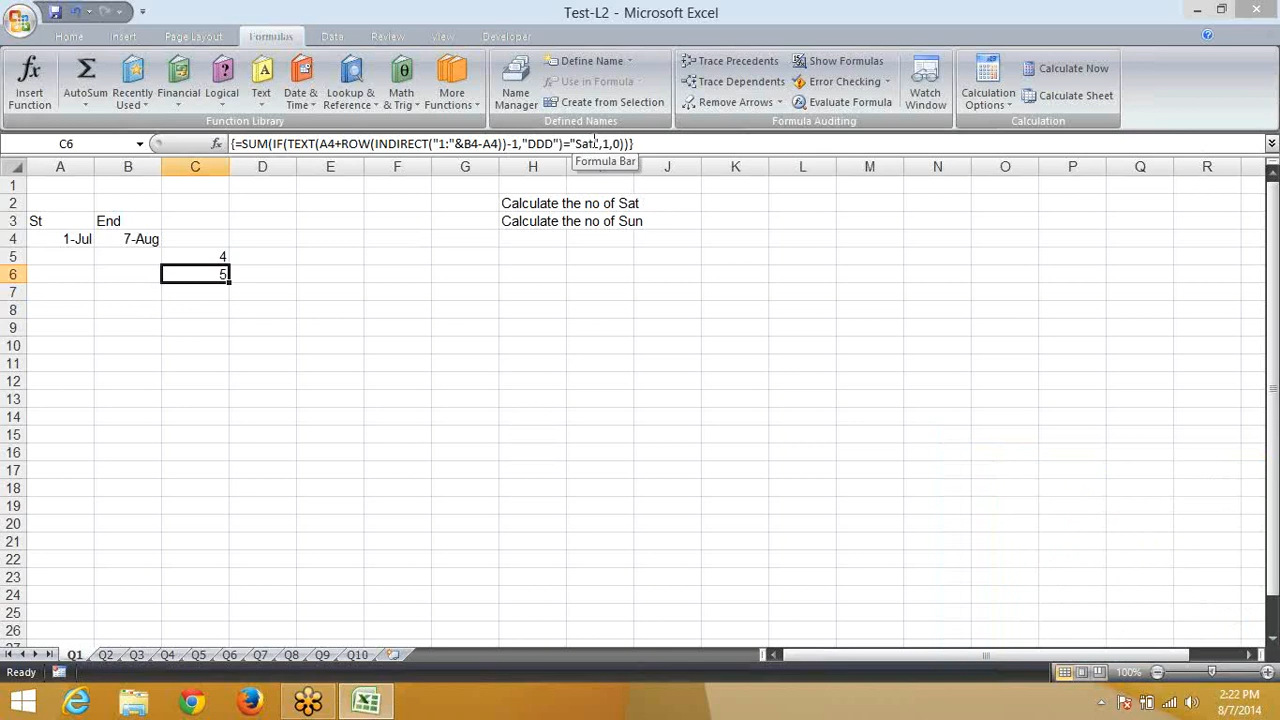 Test-L2 - Microsoft Excel
Home Insert Page Layout Formulas Data Review View Developer
fx Insert Function
Σ AutoSum
Recently Used
Financial
? Logical
A Text
Date & Time
Lookup & Reference
θ Math & Trig
More Functions
Function Library
Name Manager
Define Name
Use in Formula
Create from Selection
Defined Names
Trace Precedents
Trace Dependents
Remove Arrows
Show Formulas
Error Checking
Evaluate Formula
Formula Auditing
Watch Window
Calculation Options
Calculate Now
Calculate Sheet
Calculation
C6 fx {=SUM(IF(TEXT(A4+ROW(INDIRECT("1:"&B4-A4))-1,"DDD")="Sat",1,0))}
Formula Bar
A B C D E F G H J K L M N O P Q R
1
2 Calculate the no of Sat
3 St End Calculate the no of Sun
4 1-Jul 7-Aug
5 4
6 5
7
8
9
10
11
12
13
14
15
16
17
18
19
20
21
22
23
24
25
26
27
Q1 Q2 Q3 Q4 Q5 Q6 Q7 Q8 Q9 Q10
Ready 100%
2:22 PM
8/7/2014